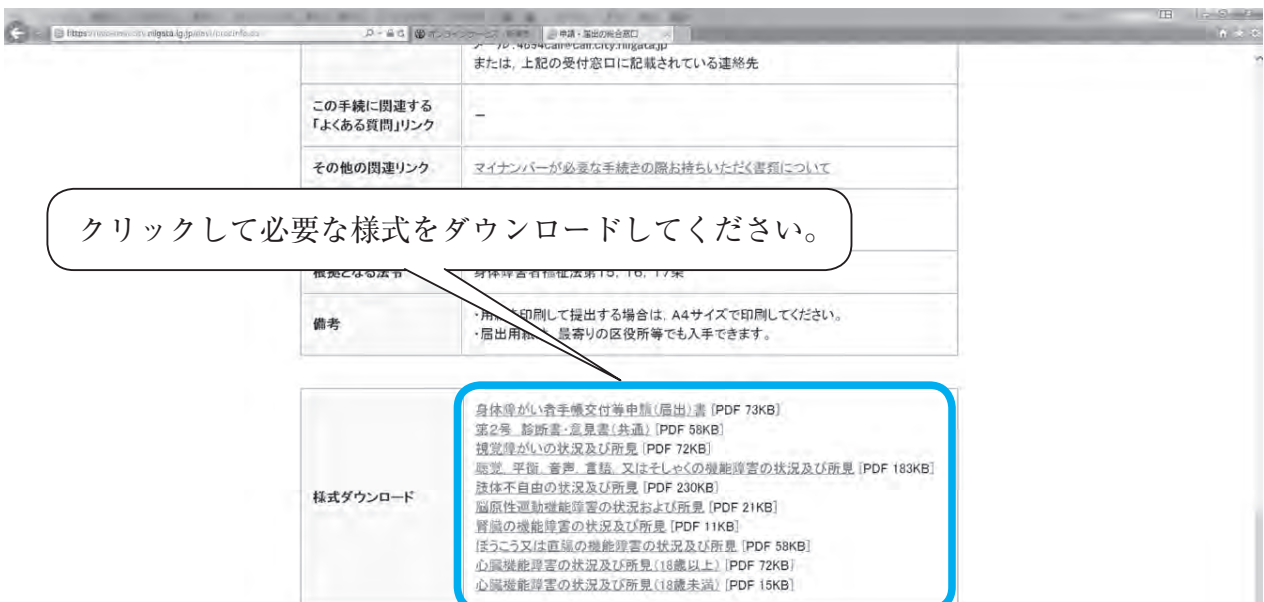 申請・届出の総合窓口
または、上記の受付窓口に記載されている連絡先
この手続に関連する
「よくある質問」リンク
－
その他の関連リンク
マイナンバーが必要な手続きの際お持ちいただく書類について
クリックして必要な様式をダウンロードしてください。
根拠となる法令
身体障害者福祉法第15，16，17条
備考
・用紙を印刷して提出する場合は，A4サイズで印刷してください。
・届出用紙は，最寄りの区役所等でも入手できます。
様式ダウンロード
身体障がい者手帳交付等申請(届出)書 [PDF 73KB]
第2号 診断書・意見書(共通) [PDF 58KB]
視覚障がいの状況及び所見 [PDF 72KB]
聴覚，平衡，音声，言語，又はそしゃくの機能障害の状況及び所見 [PDF 183KB]
肢体不自由の状況及び所見 [PDF 230KB]
脳原性運動機能障害の状況および所見 [PDF 21KB]
腎臓の機能障害の状況及び所見 [PDF 11KB]
ぼうこう又は直腸の機能障害の状況及び所見 [PDF 58KB]
心臓機能障害の状況及び所見(18歳以上) [PDF 72KB]
心臓機能障害の状況及び所見(18歳未満) [PDF 15KB]